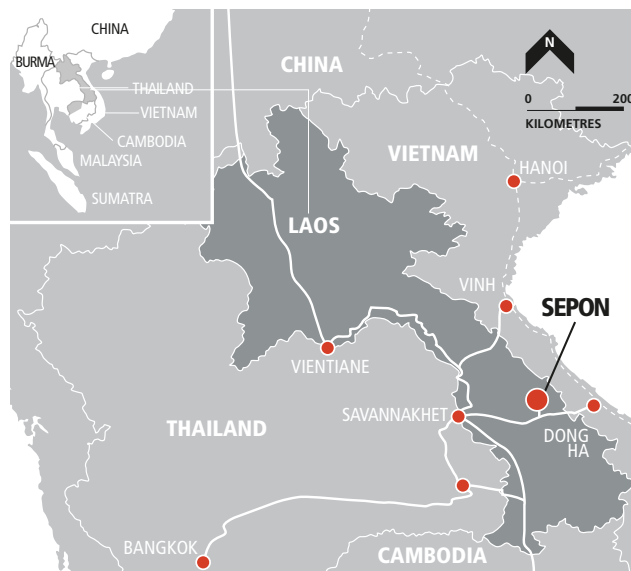 CHINA
BURMA
THAILAND
VIETNAM
CAMBODIA
MALAYSIA
SUMATRA
N
0 200
KILOMETRES
CHINA
VIETNAM
HANOI
LAOS
VINH
SEPON
VIENTIANE
THAILAND
SAVANNAKHET
DONG
HA
BANGKOK
CAMBODIA